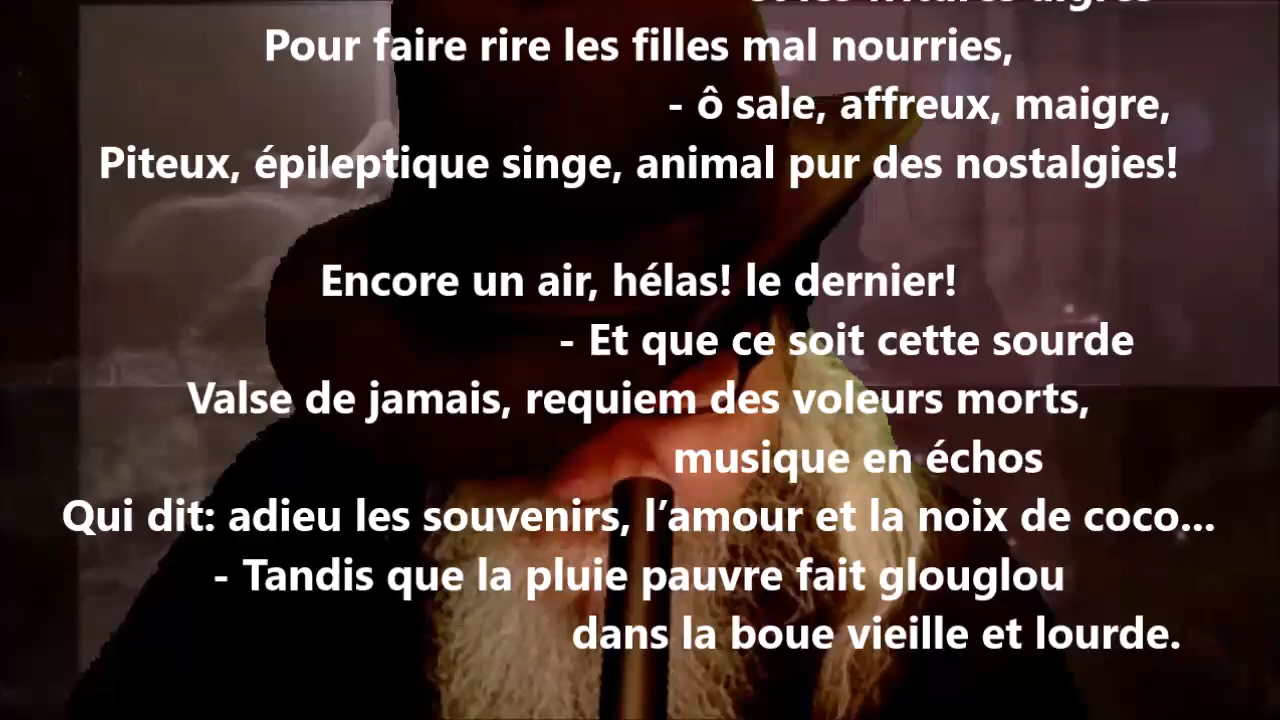 Pour faire rire les filles mal nourries,
- ô sale, affreux, maigre,
Piteux, épileptique singe, animal pur des nostalgies!
Encore un air, hélas! le dernier!
- Et que ce soit cette sourde
Valse de jamais, requiem des voleurs morts,
musique en échos
Qui dit: adieu les souvenirs, l’amour et la noix de coco...
- Tandis que la pluie pauvre fait glouglou
dans la boue vieille et lourde.